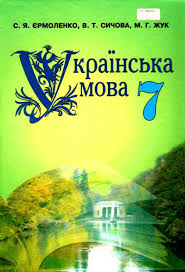 С. Я. ЄРМОЛЕНКО, В. Т. СИЧОВА, М. Г. ЖУК
Українська
мова 7